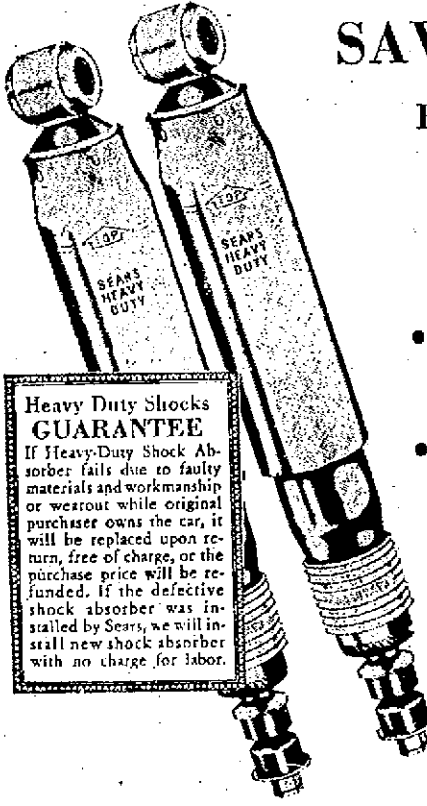 SAV
SEARS
HEAVY
DUTY
SEARS
HEAVY
DUTY
Heavy Duty Shocks
GUARANTEE
If Heavy-Duty Shock Ab-
sorber fails due to faulty
materials and workmanship
or wearout while original
purchaser owns the car, it
will be replaced upon re-
turn, free of charge, or the
purchase price will be re-
funded. If the defective
shock absorber was in-
stalled by Sears, we will in-
stall new shock absorber
with no charge for labor.